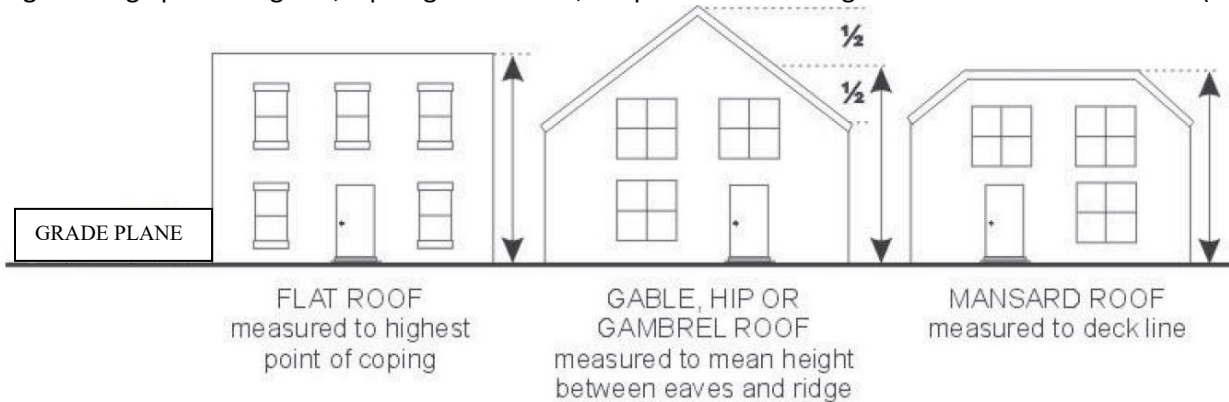 ½
½
GRADE PLANE
FLAT ROOF
measured to highest
point of coping
GABLE, HIP OR
GAMBREL ROOF
measured to mean height
between eaves and ridge
MANSARD ROOF
measured to deck line